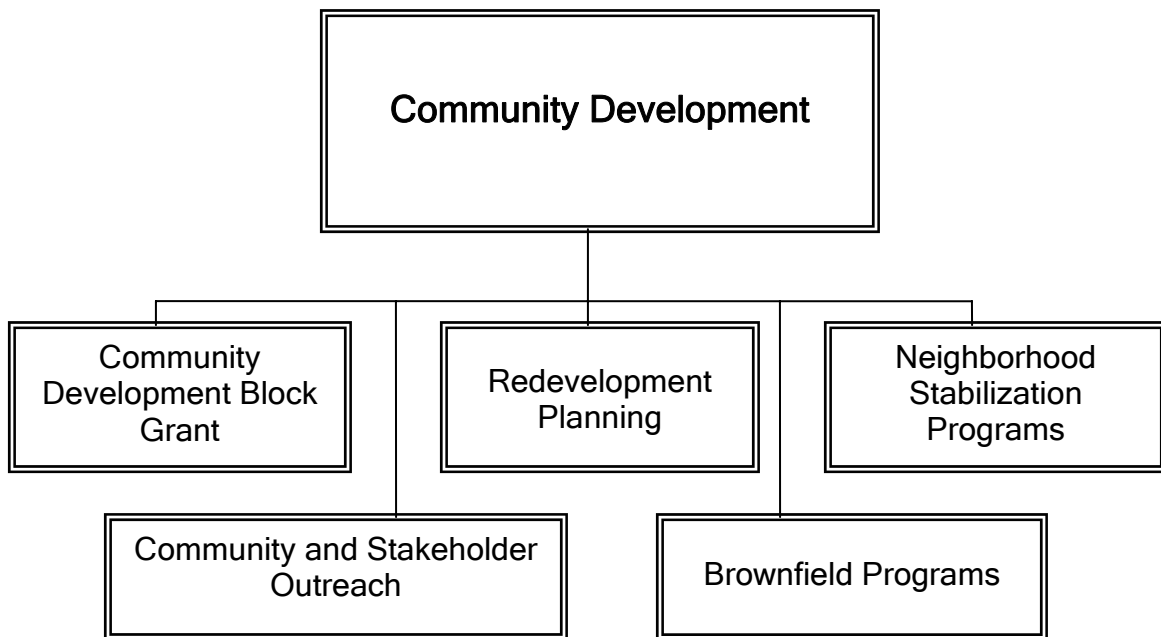 Community Development
Community
Development Block
Grant
Redevelopment
Planning
Neighborhood
Stabilization
Programs
Community and Stakeholder
Outreach
Brownfield Programs